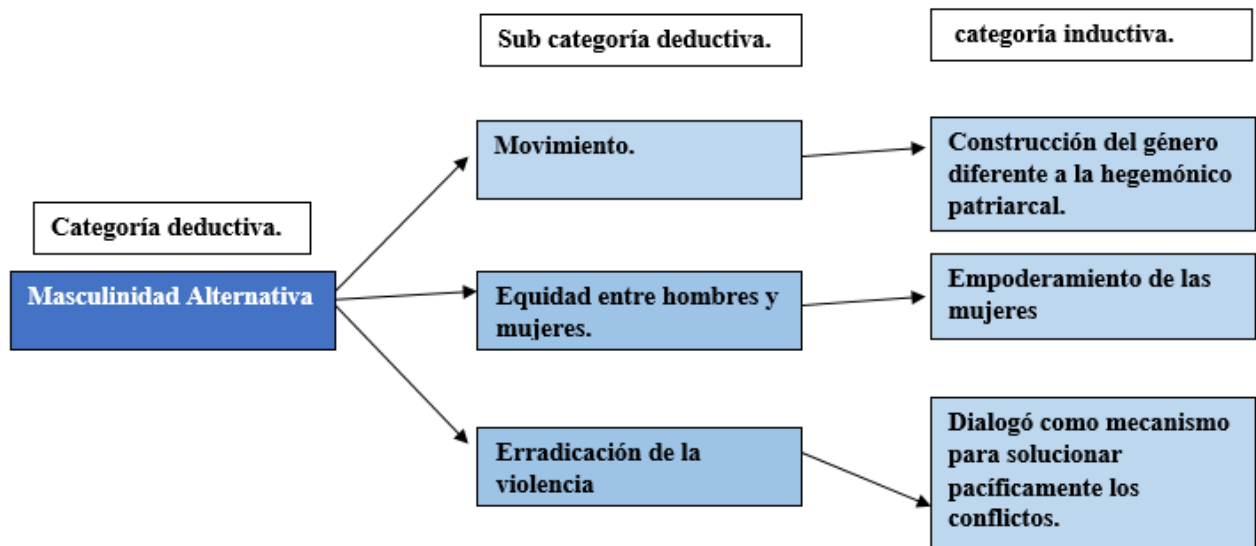 Sub categoría deductiva.
categoría inductiva.
Movimiento.
Construcción del género
diferente a la hegemónico
patriarcal.
Categoría deductiva.
Masculinidad Alternativa
Equidad entre hombres y
mujeres.
Empoderamiento de las
mujeres
Erradicación de la
violencia
Dialogó como mecanismo
para solucionar
pacíficamente los
conflictos.